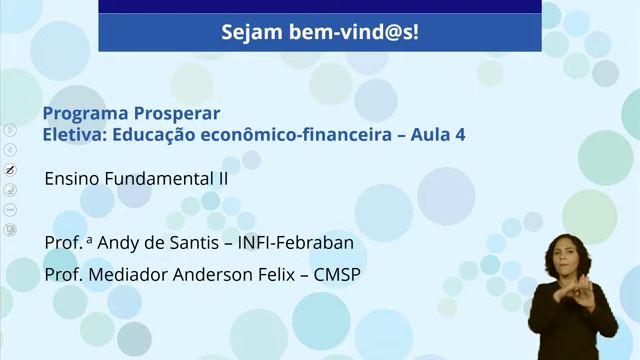 Sejam bem-vind@s!
Programa Prosperar
Eletiva: Educação econômico-financeira – Aula 4
Ensino Fundamental II
Prof.ª Andy de Santis – INFI-Febraban
Prof. Mediador Anderson Felix – CMSP